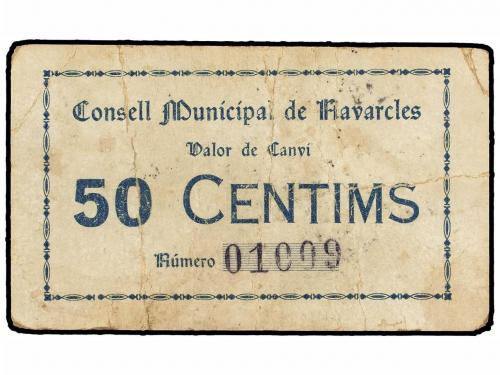 Consell Municipal de Navarcles
Valor de Canvi
50 CENTIMS
Número 01009